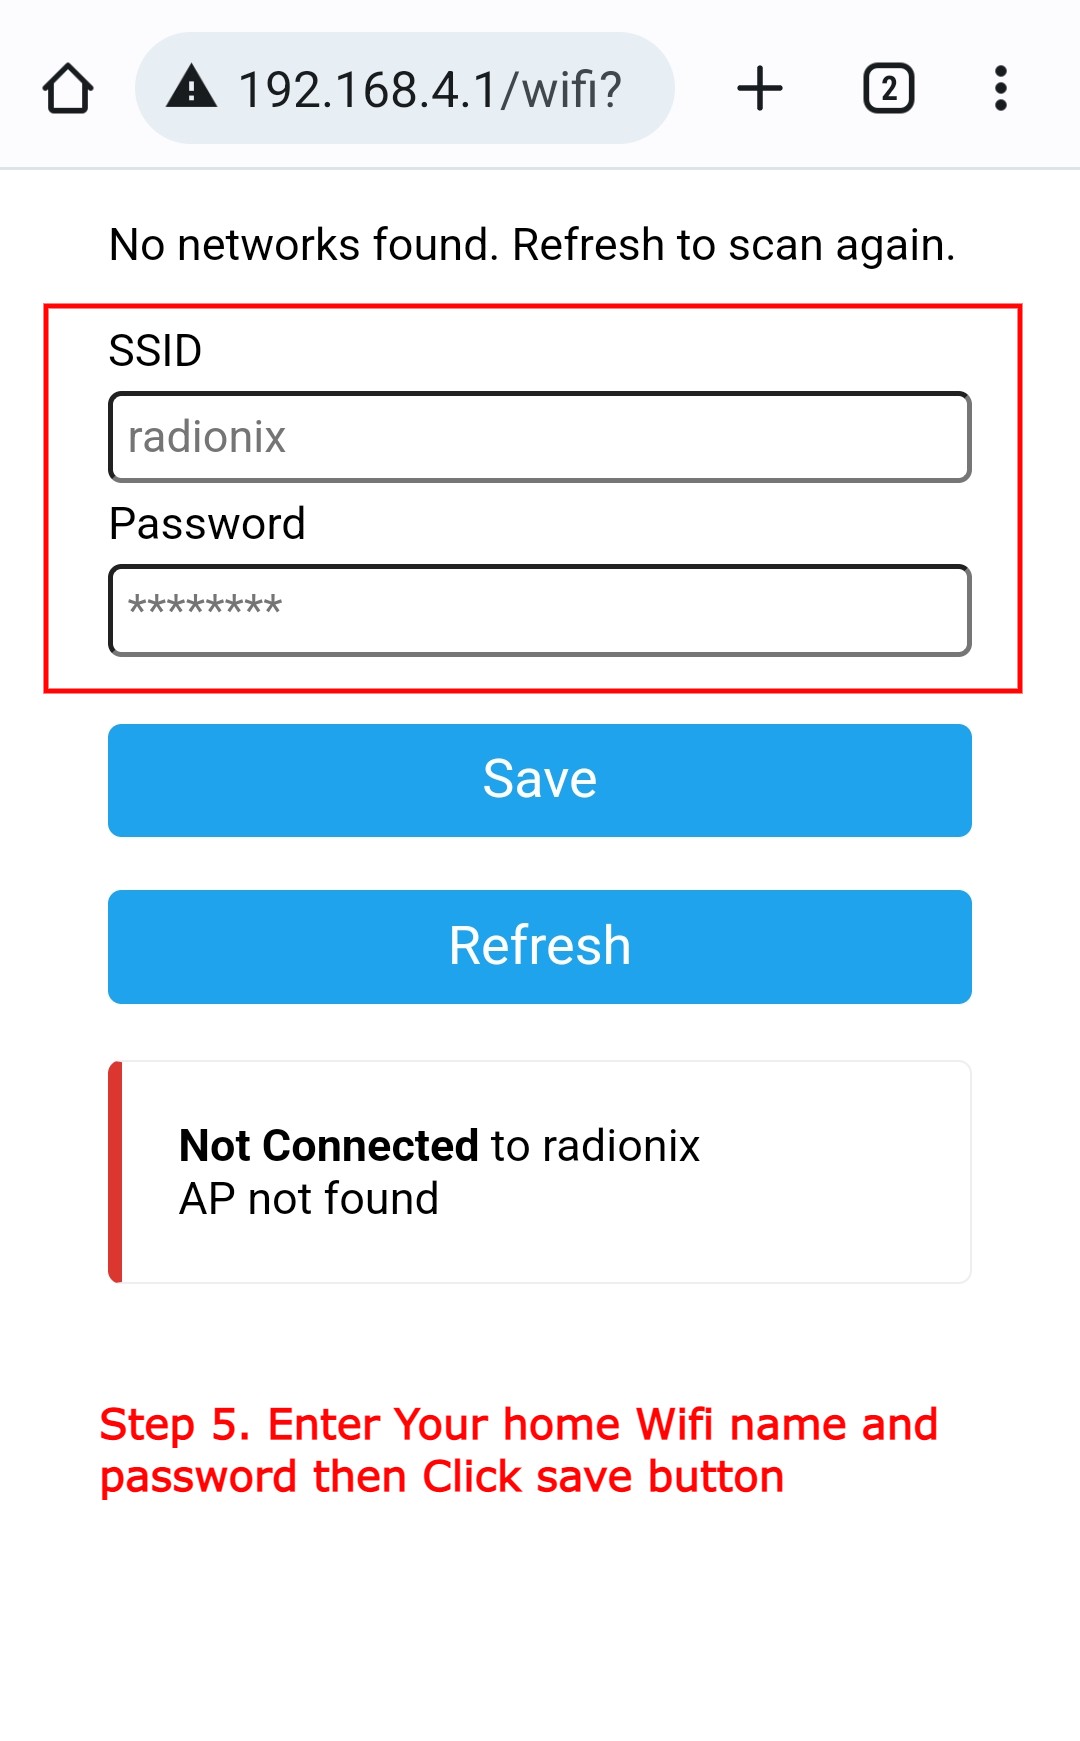 192.168.4.1/wifi?
2
No networks found. Refresh to scan again.
SSID
radionix
Password
********
Save
Refresh
Not Connected to radionix
AP not found
Step 5. Enter Your home Wifi name and
password then Click save button